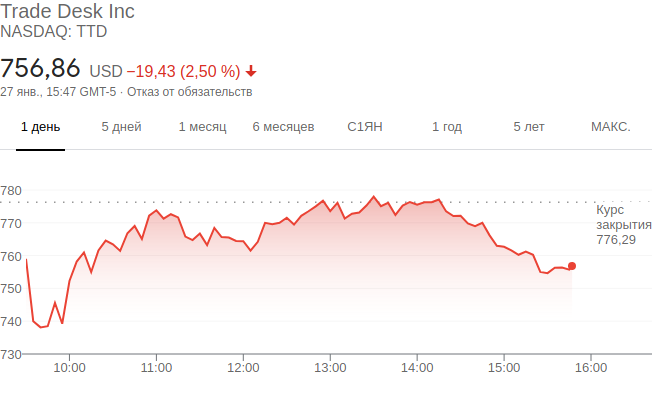 Trade Desk Inc
NASDAQ: TTD
756,86 USD −19,43 (2,50 %)
27 янв., 15:47 GMT-5 · Отказ от обязательств
1 день 5 дней 1 месяц 6 месяцев С1ЯН 1 год 5 лет МАКС.
780
770
760
750
740
730
Курс
закрытия
776,29
10:00 11:00 12:00 13:00 14:00 15:00 16:00